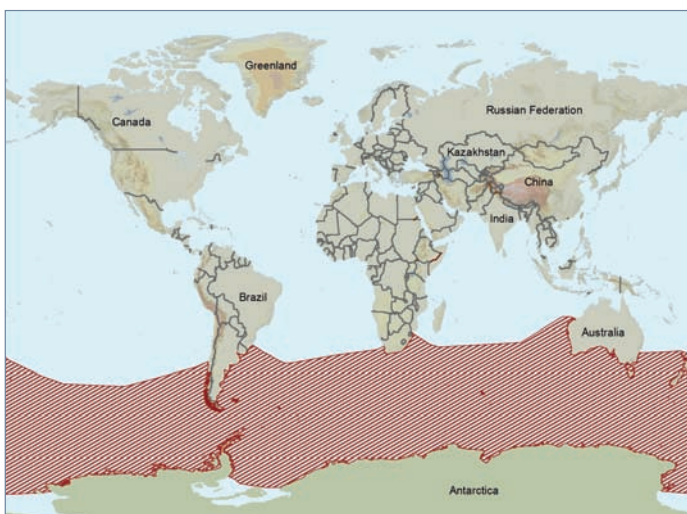 Greenland
Canada
Russian Federation
Kazakhstan
China
India
Brazil
Australia
Antarctica